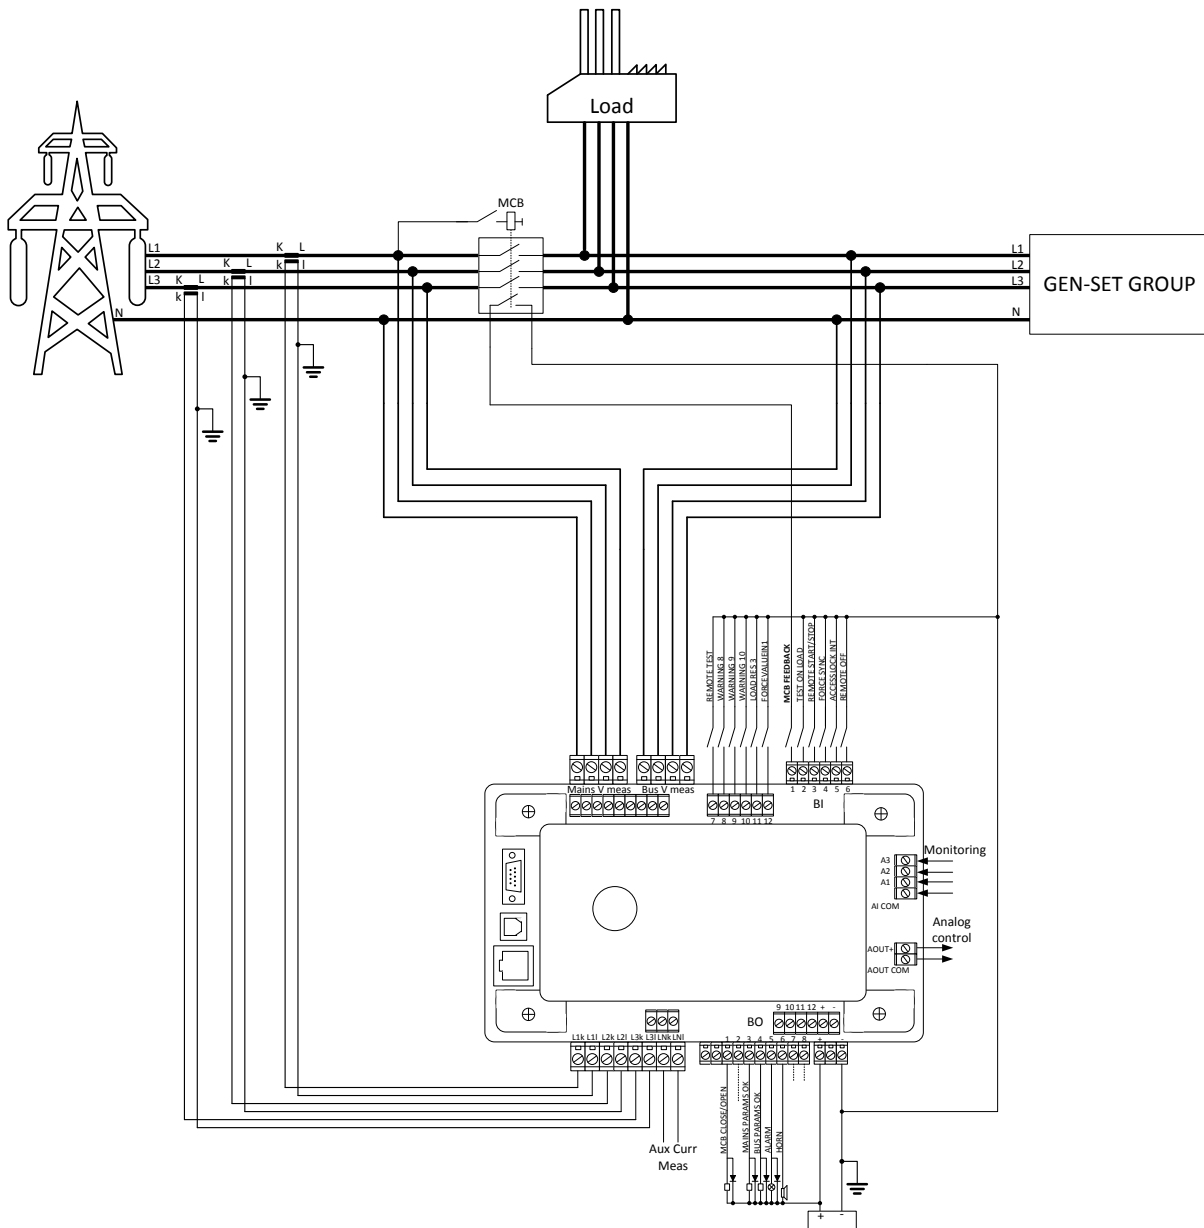 Load
MCB
L1
L2
L3
N
K L
k l
K L
k l
K L
k l
L1
L2
L3
N
GEN-SET GROUP
REMOTE TEST
WARNING 8
WARNING 9
WARNING 10
LOAD RES 3
FORCE VALUE IN1
MCB FEEDBACK
TEST ON LOAD
REMOTE START/STOP
FORCE SYNC
ACCESS LOCK INT
REMOTE OFF
Mains V meas
Bus V meas
1 2 3 4 5 6
BI
7 8 9 10 11 12
Monitoring
A3
A2
A1
AI COM
Analog
control
AOUT+
AOUT COM
9 10 11 12 + -
BO
L1k L1l L2k L2l L3k L3l LNk LNl
1 2 3 4 5 6 7 8 + -
MCB CLOSE/OPEN
MAINS PARAMS OK
BUS PARAMS OK
ALARM
HORN
Aux Curr
Meas
+ -